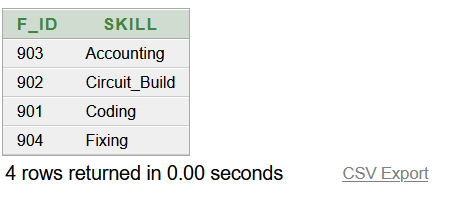 F_ID SKILL
903 Accounting
902 Circuit_Build
901 Coding
904 Fixing
4 rows returned in 0.00 seconds CSV Export